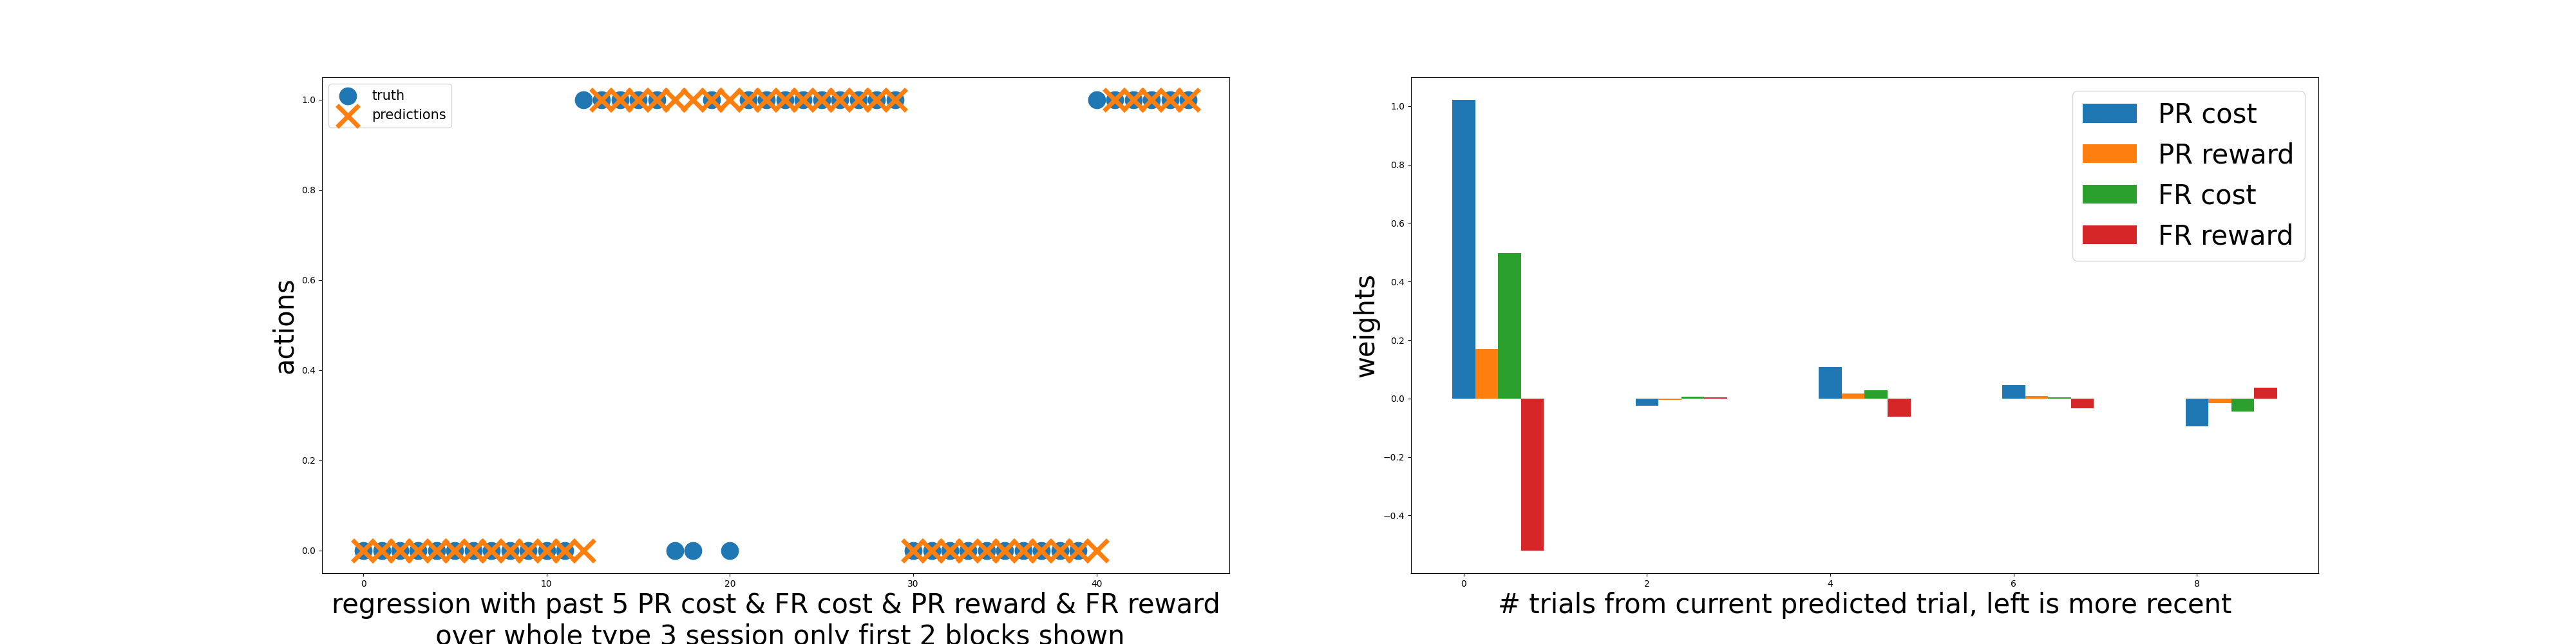 truth
predictions
1.0
0.8
0.6
0.4
0.2
0.0
actions
0
10
20
30
40
regression with past 5 PR cost & FR cost & PR reward & FR reward
over whole type 3 session only first 2 blocks shown
PR cost
PR reward
FR cost
FR reward
1.0
0.8
0.6
0.4
0.2
0.0
−0.2
−0.4
weights
0
2
4
6
8
# trials from current predicted trial, left is more recent